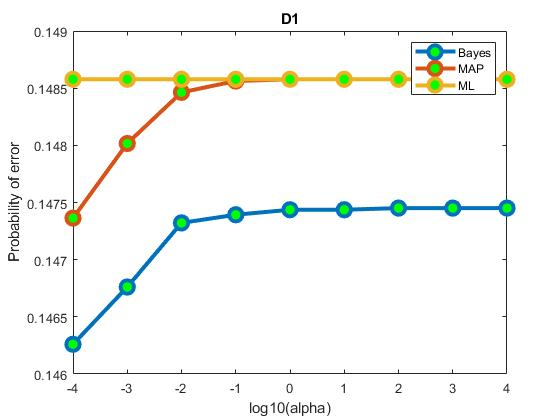 D1
0.149
0.1485
0.148
0.1475
0.147
0.1465
0.146
Probability of error
Bayes
MAP
ML
-4 -3 -2 -1 0 1 2 3 4
log10(alpha)